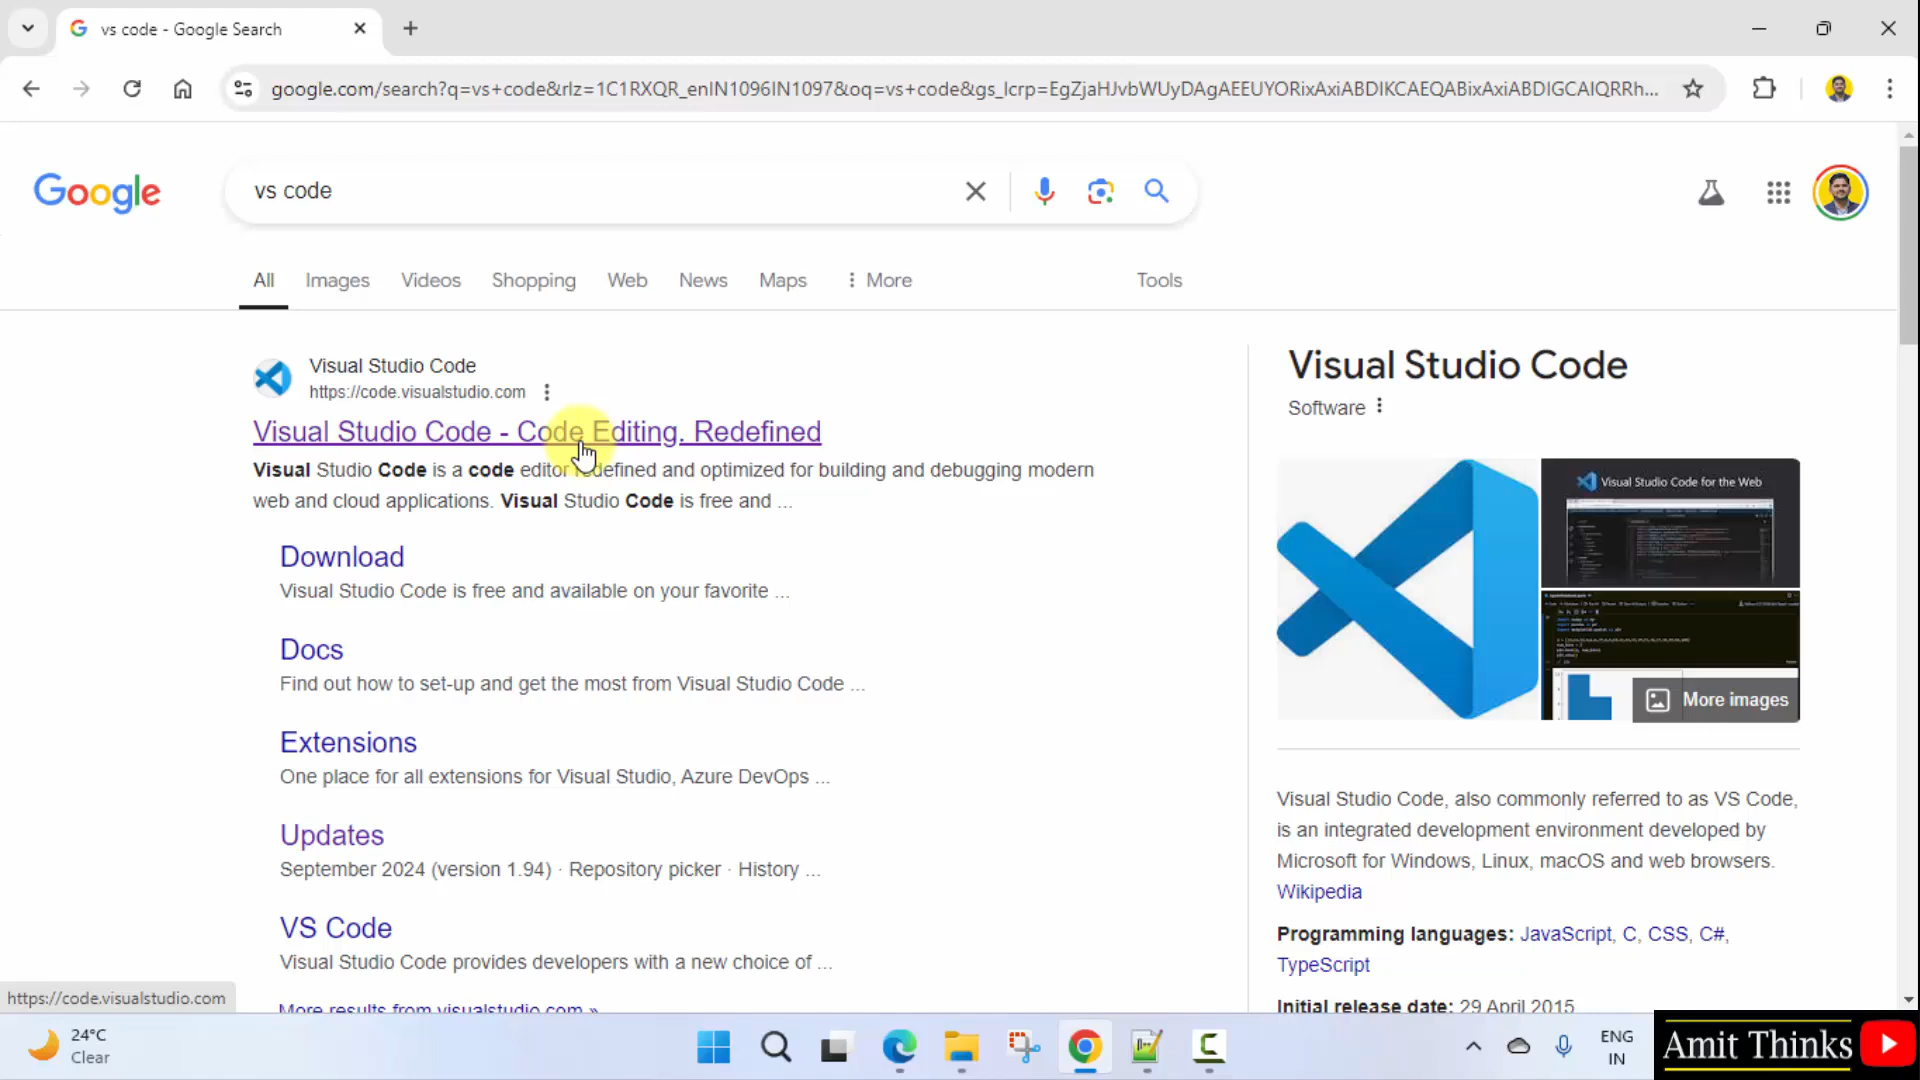 vs code - Google Search
google.com/search?q=vs+code&rlz=1C1RXQR_enIN1096IN1097&oq=vs+code&gs_lcrp=EgZjaHJvbWUyDAgAEEUYORixAxiABDIKCAEQABixAxiABDIGCAIQRRh...
Google
vs code
All Images Videos Shopping Web News Maps More Tools
Visual Studio Code
https://code.visualstudio.com
Visual Studio Code - Code Editing. Redefined
Visual Studio Code is a code editor redefined and optimized for building and debugging modern
web and cloud applications. Visual Studio Code is free and ...
Download
Visual Studio Code is free and available on your favorite ...
Docs
Find out how to set-up and get the most from Visual Studio Code ...
Extensions
One place for all extensions for Visual Studio, Azure DevOps ...
Updates
September 2024 (version 1.94) · Repository picker · History ...
VS Code
Visual Studio Code provides developers with a new choice of ...
More results from visualstudio.com »
https://code.visualstudio.com
Visual Studio Code
Software
Visual Studio Code for the Web
More images
Visual Studio Code, also commonly referred to as VS Code,
is an integrated development environment developed by
Microsoft for Windows, Linux, macOS and web browsers.
Wikipedia
Programming languages: JavaScript, C, CSS, C#,
TypeScript
Initial release date: 29 April 2015
24°C
Clear
ENG
IN
Amit Thinks